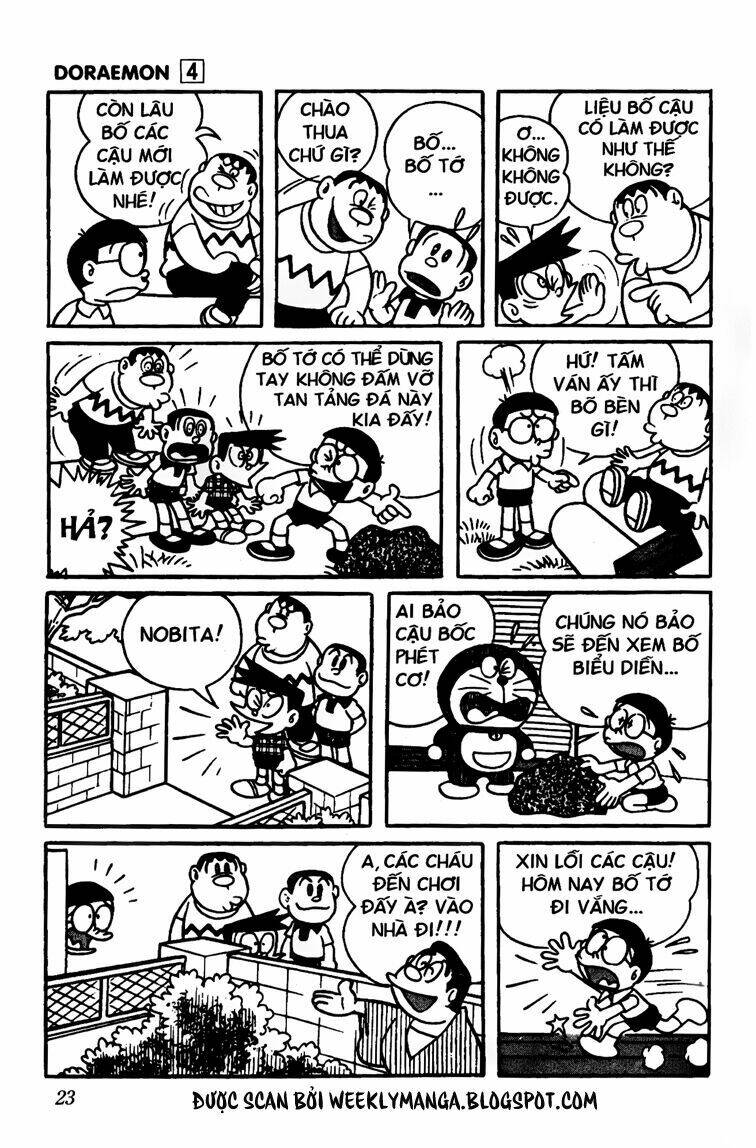 DORAEMON 4
CÒN LÂU
BỐ CÁC
CẬU MỚI
LÀM ĐƯỢC
NHÉ!
CHÀO
THUA
CHỨ GÌ?
BỐ...
BỐ TỚ
...
LIỆU BỐ CẬU
CÓ LÀM ĐƯỢC
NHƯ THẾ
KHÔNG?
Ơ...
KHÔNG
KHÔNG
ĐƯỢC.
BỐ TỚ CÓ THỂ DÙNG
TAY KHÔNG ĐẤM VỠ
TAN TẢNG ĐÁ NÀY
KIA ĐẤY!
HẢ?
HỨ! TẤM
VÁN ẤY THÌ
BÕ BÈN
GÌ!
NOBITA!
AI BẢO
CẬU BỐC
PHÉT
CƠ!
CHÚNG NÓ BẢO
SẼ ĐẾN XEM BỐ
BIỂU DIỄN...
A, CÁC CHÁU
ĐẾN CHƠI
ĐẤY À? VÀO
NHÀ ĐI!!!
XIN LỖI CÁC CẬU!
HÔM NAY BỐ TỚ
ĐI VẮNG...
23
ĐƯỢC SCAN BỞI WEEKLYMANGA.BLOGSPOT.COM